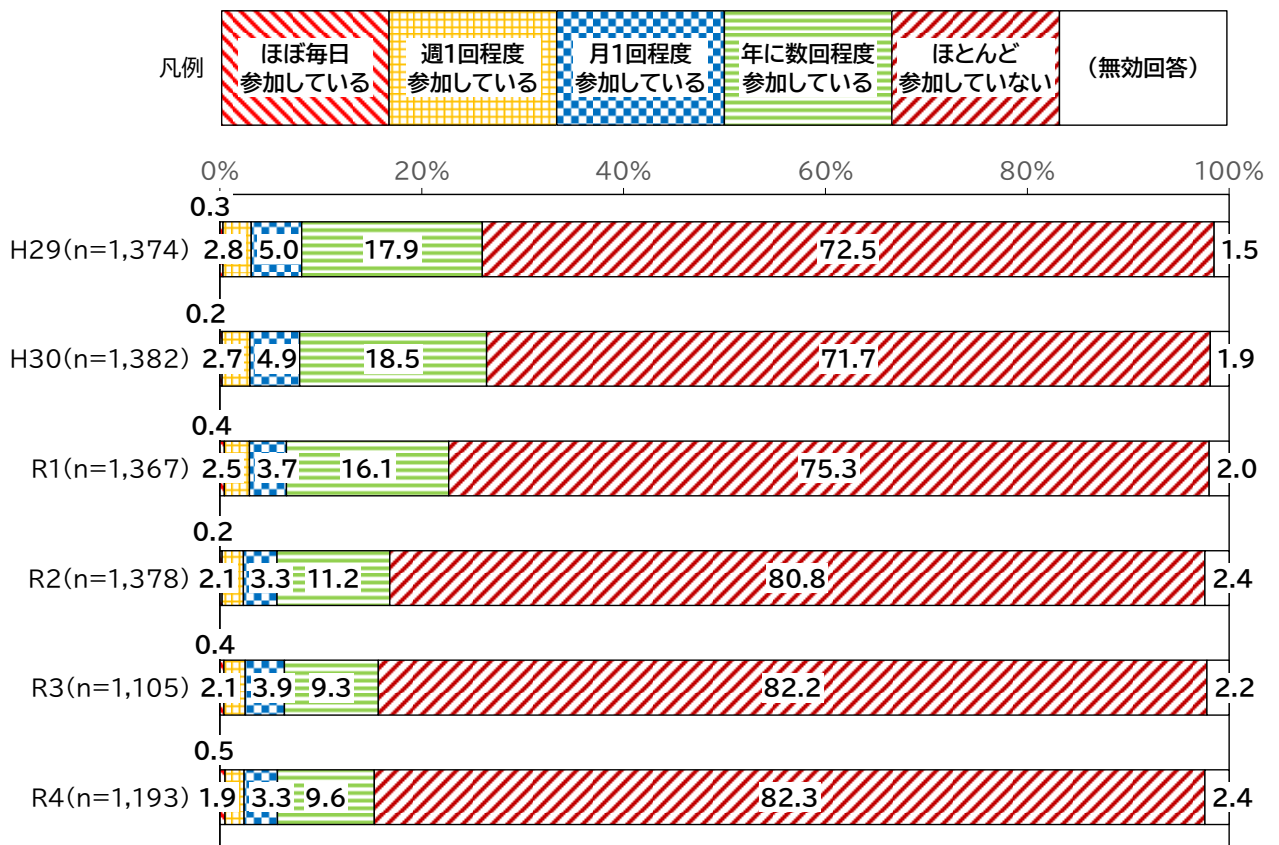 凡例
ほぼ毎日
参加している
週1回程度
参加している
月1回程度
参加している
年に数回程度
参加している
ほとんど
参加していない
（無効回答）
0% 20% 40% 60% 80% 100%
0.3
H29(n=1,374) 2.8 5.0 17.9 72.5 1.5
0.2
H30(n=1,382) 2.7 4.9 18.5 71.7 1.9
0.4
R1(n=1,367) 2.5 3.7 16.1 75.3 2.0
0.2
R2(n=1,378) 2.1 3.3 11.2 80.8 2.4
0.4
R3(n=1,105) 2.1 3.9 9.3 82.2 2.2
0.5
R4(n=1,193) 1.9 3.3 9.6 82.3 2.4